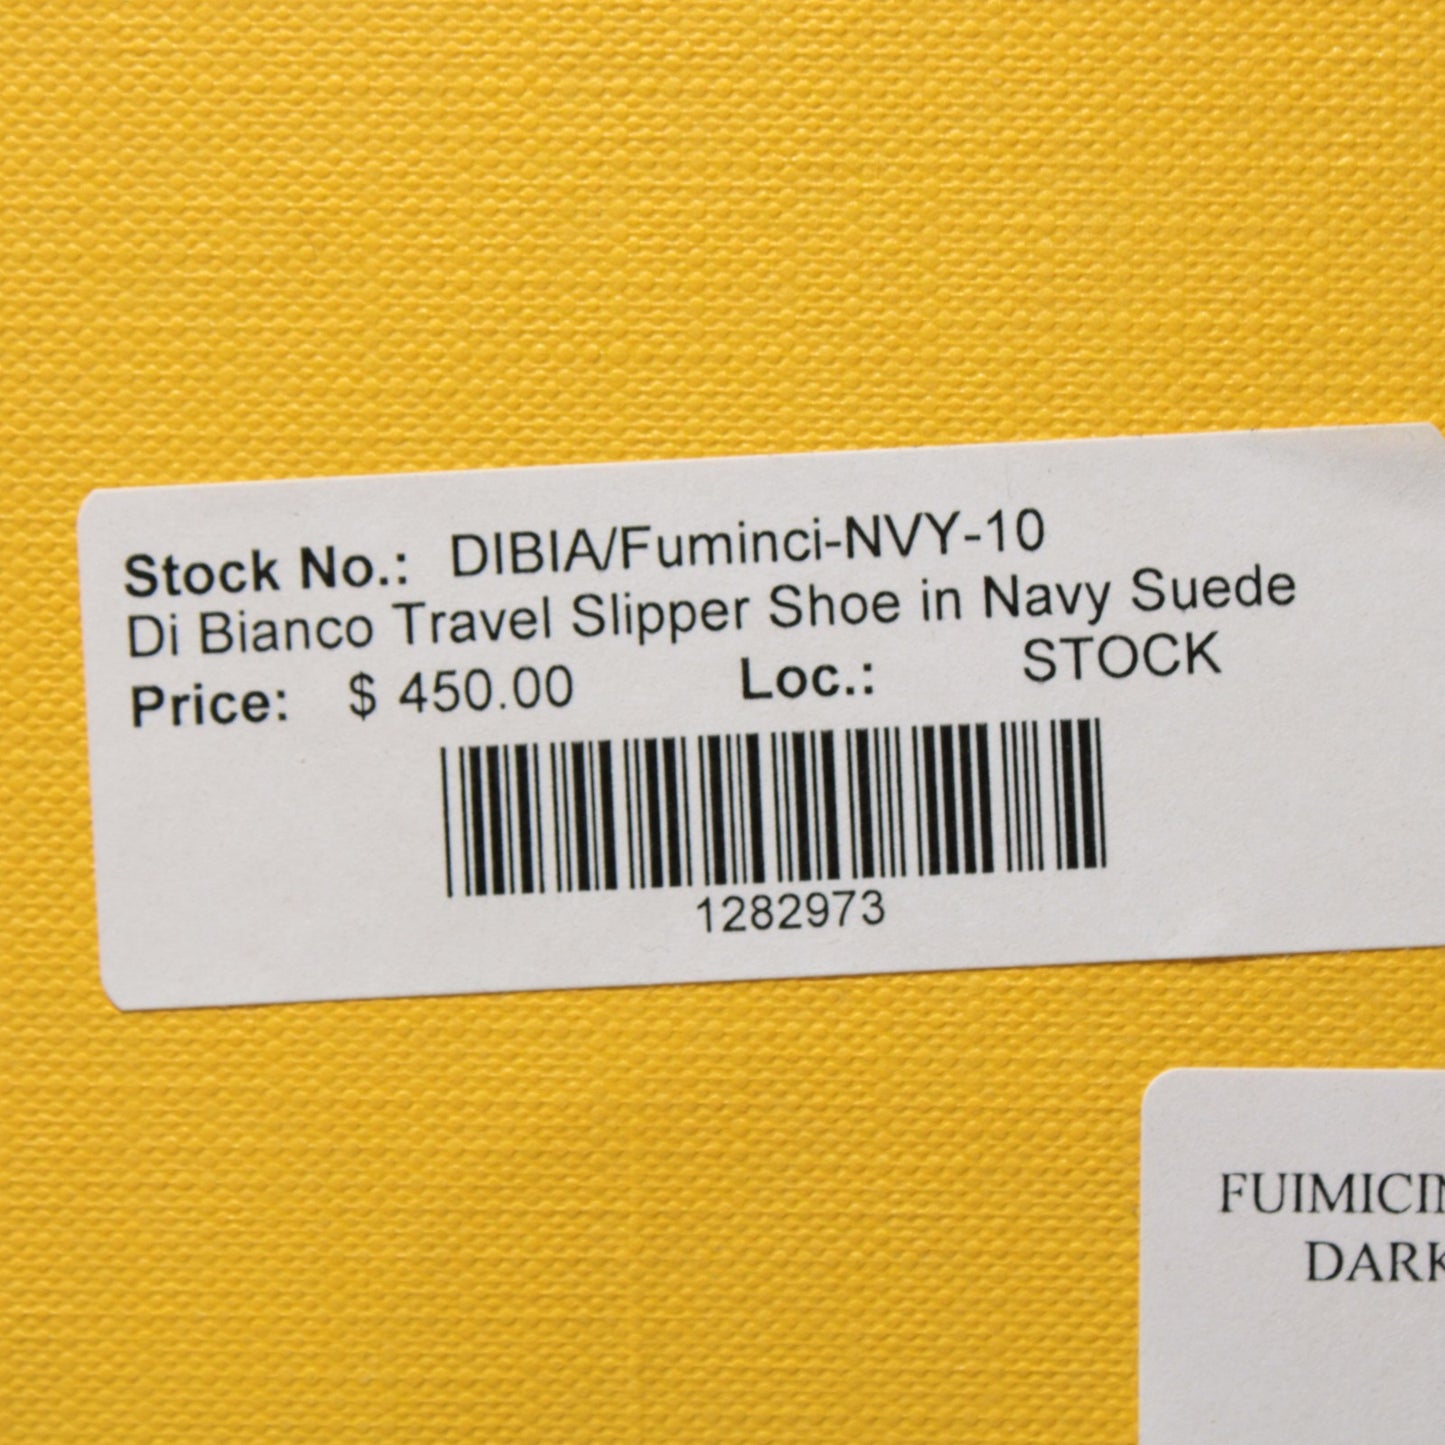 Stock No.: DIBIA/Fuminci-NVY-10
Di Bianco Travel Slipper Shoe in Navy Suede
Price: $ 450.00 Loc.: STOCK
1282973
DARK